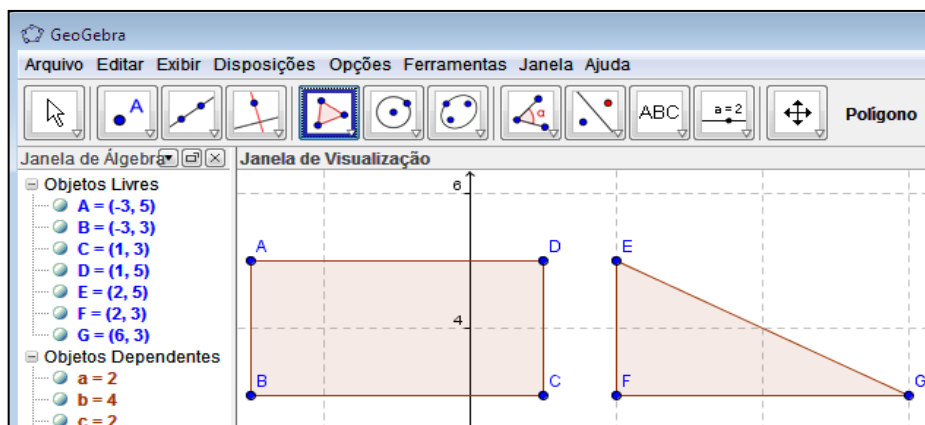 GeoGebra
Arquivo Editar Exibir Disposições Opções Ferramentas Janela Ajuda
A ABC a=2 Polígono
α
Janela de Álgebra
Janela de Visualização
Objetos Livres
A = (-3, 5)
B = (-3, 3)
C = (1, 3)
D = (1, 5)
E = (2, 5)
F = (2, 3)
G = (6, 3)
Objetos Dependentes
a = 2
b = 4
c = 2
6
A D E
4
B C F G